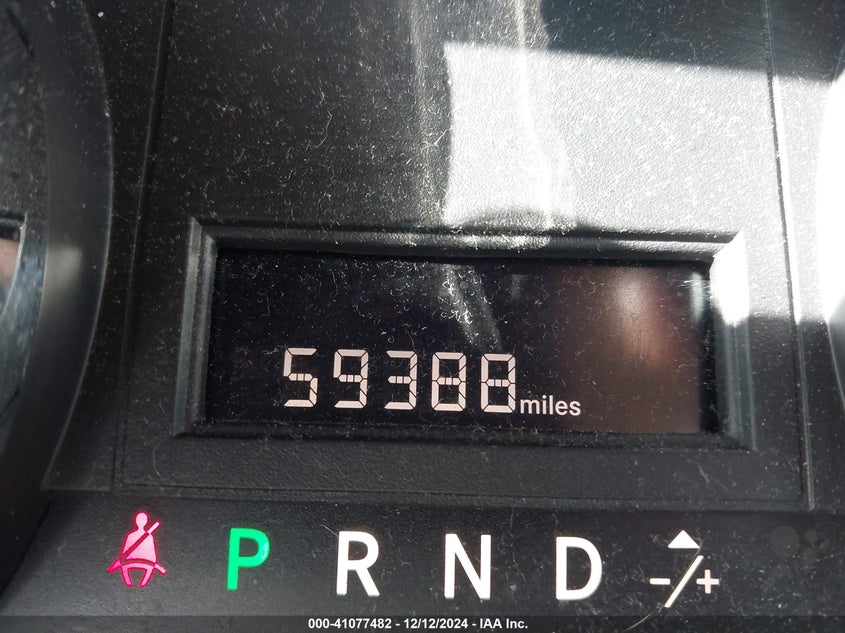 59388 miles
P R N D -/+
000-41077482 - 12/12/2024 - IAA Inc.